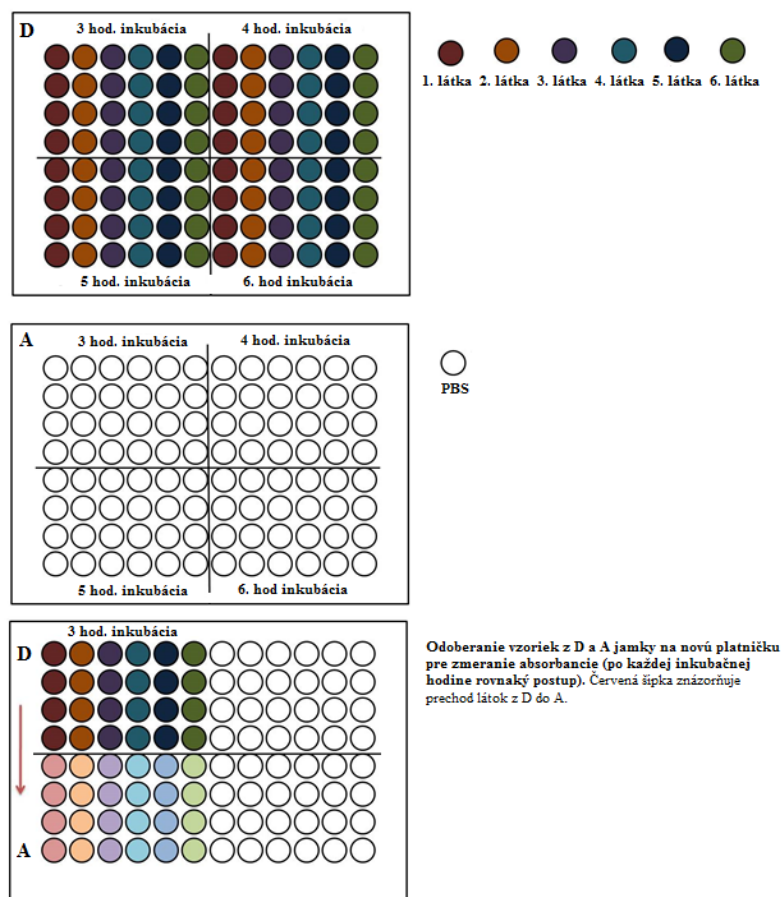 D
3 hod. inkubácia
4 hod. inkubácia
5 hod. inkubácia
6. hod inkubácia
1. látka 2. látka 3. látka 4. látka 5. látka 6. látka
A
3 hod. inkubácia
4 hod. inkubácia
5 hod. inkubácia
6. hod inkubácia
PBS
3 hod. inkubácia
D
A
Odoberanie vzoriek z D a A jamky na novú platničku
pre zmeranie absorbancie (po každej inkubačnej
hodine rovnaký postup). Červená šípka znázorňuje
prechod látok z D do A.